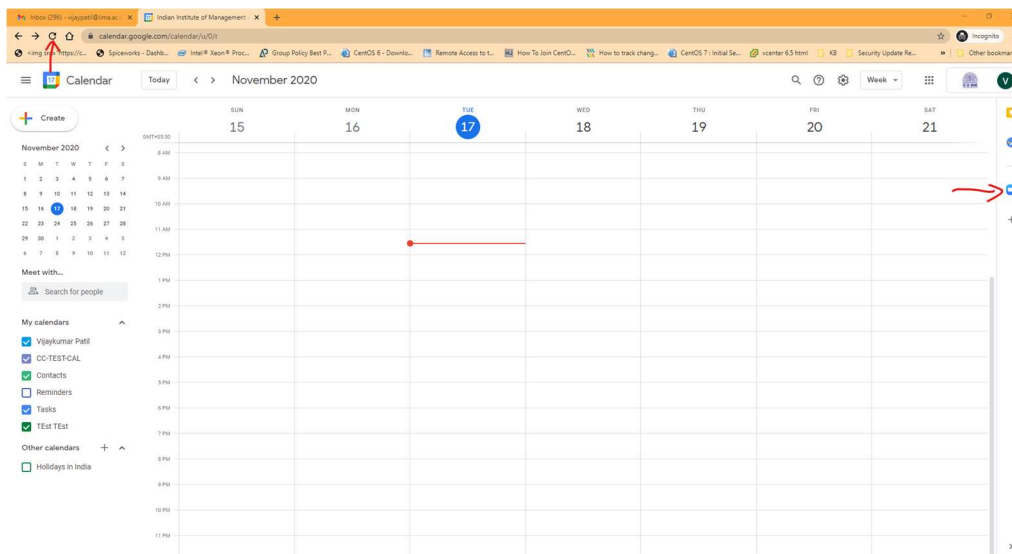 Inbox (296) - vijaypatil@iima.ac.i
Indian Institute of Management
calendar.google.com/calendar/u/0/r
Incognito
<img src="https://c...
Spiceworks - Dashb...
Intel® Xeon® Proc...
Group Policy Best P...
CentOS 6 - Downlo...
Remote Access to t...
How To Join CentO...
How to track chang...
CentOS 7 : Initial Se...
vcenter 6.5 html
KB
Security Update Re...
»
Other bookmar
17
Calendar
Today
November 2020
Week
V
Create
SUN
MON
TUE
WED
THU
FRI
SAT
15
16
17
18
19
20
21
GMT+05:30
November 2020
S M T W T F S
1 2 3 4 5 6 7
8 9 10 11 12 13 14
15 16 17 18 19 20 21
22 23 24 25 26 27 28
29 30 1 2 3 4 5
6 7 8 9 10 11 12
Meet with...
Search for people
My calendars
Vijaykumar Patil
CC-TEST-CAL
Contacts
Reminders
Tasks
TEst TEst
Other calendars
Holidays in India
8 AM
9 AM
10 AM
11 AM
12 PM
1 PM
2 PM
3 PM
4 PM
5 PM
6 PM
7 PM
8 PM
9 PM
10 PM
11 PM